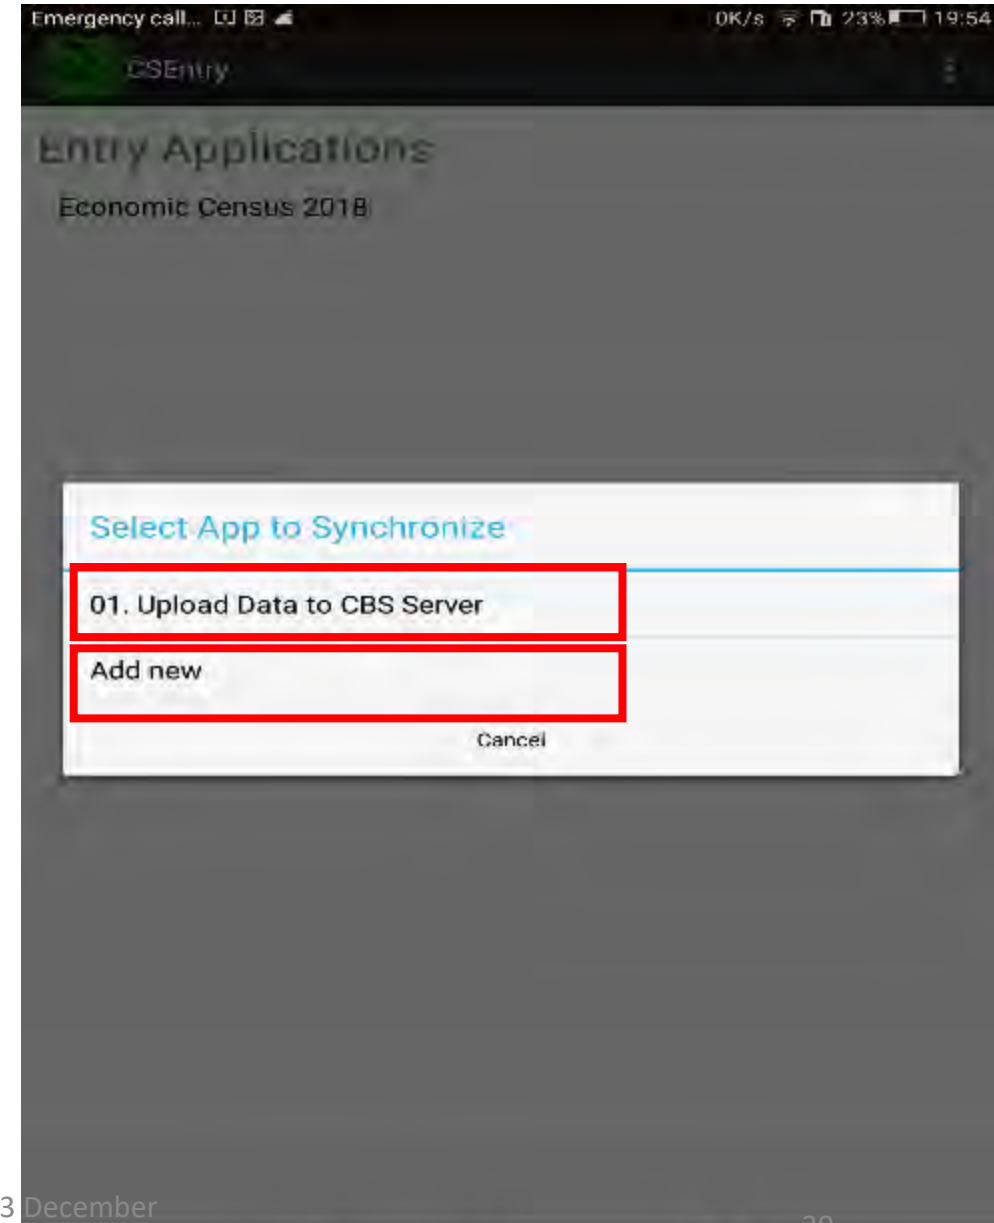 Emergency call... 0K/s 23% 19:54
CSEntry
Entry Applications
Economic Census 2018
Select App to Synchronize
01. Upload Data to CBS Server
Add new
Cancel
3 December